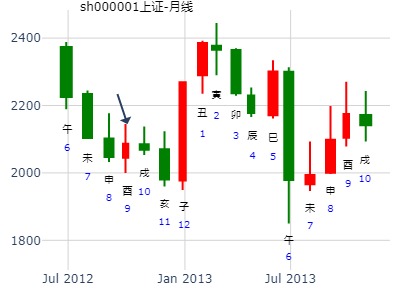 sh000001上证-月线
2400
2200
2000
1800
午
6
未
7
申
8
酉
9
戌
10
亥
11
子
12
丑
1
寅
2
卯
3
辰
4
巳
5
午
6
未
7
申
8
酉
9
戌
10
Jul 2012
Jan 2013
Jul 2013